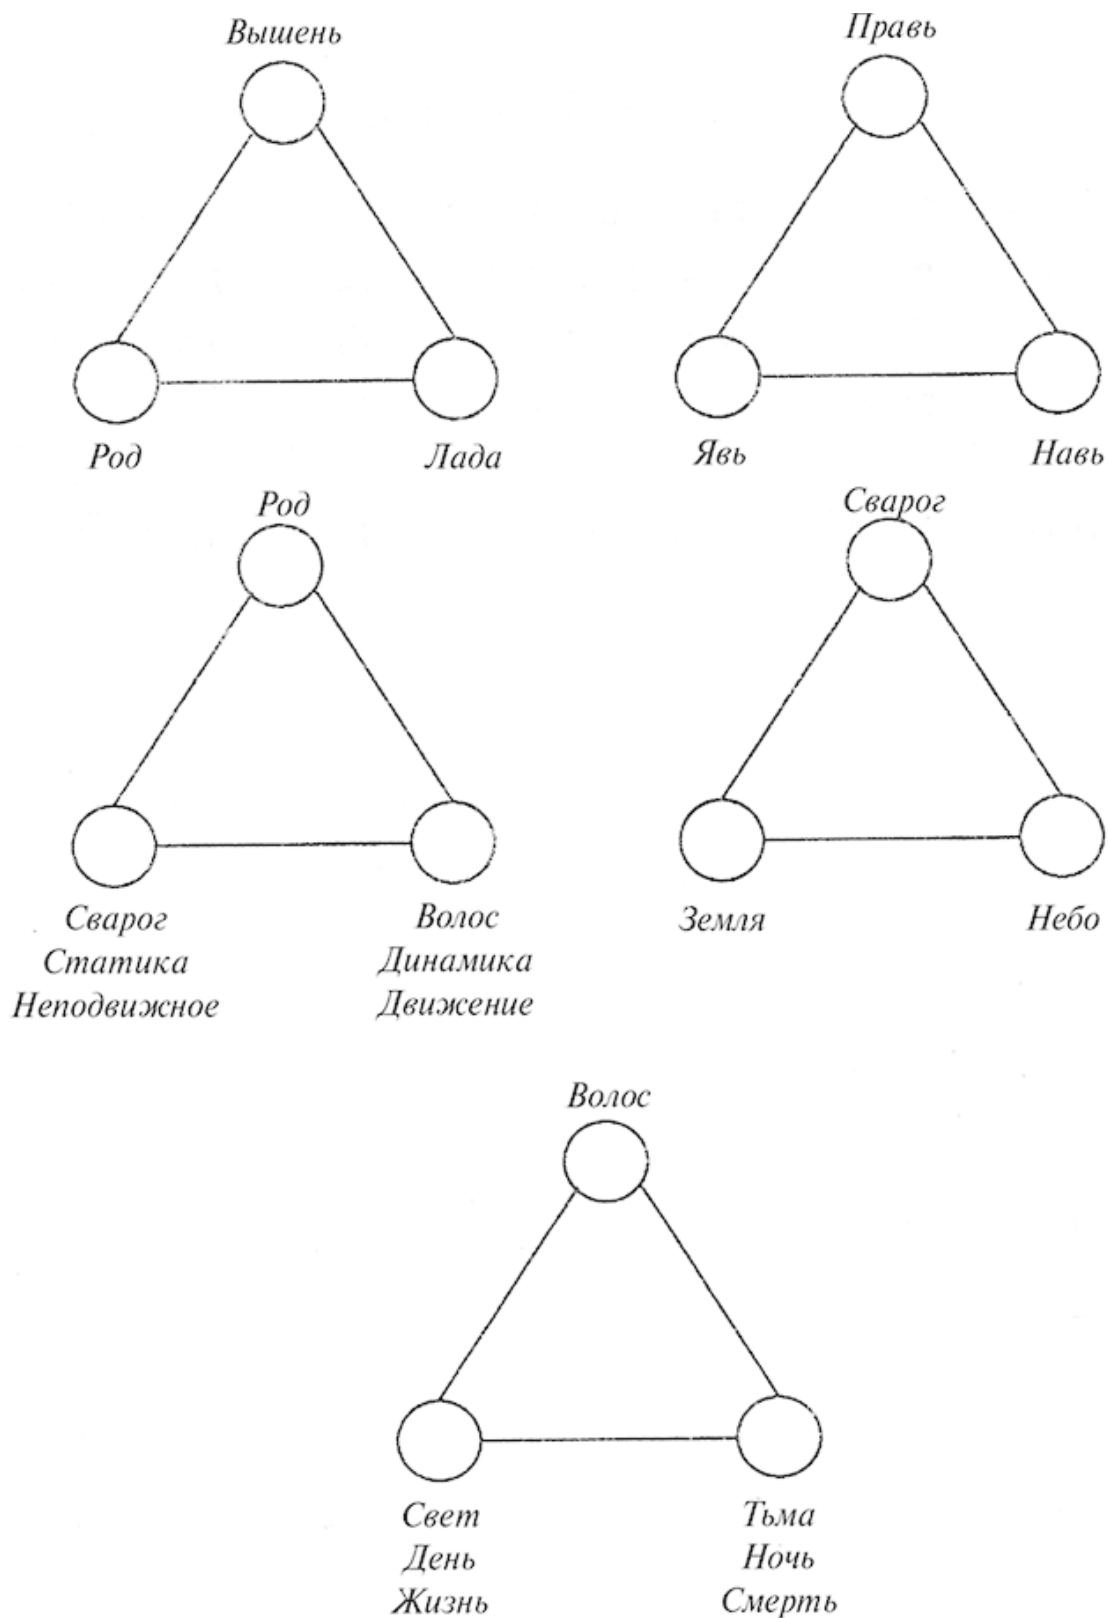 Вышень
Правь
Род
Лада
Явь
Навь
Род
Сварог
Сварог
Статика
Неподвижное
Волос
Динамика
Движение
Земля
Небо
Волос
Свет
День
Жизнь
Тьма
Ночь
Смерть